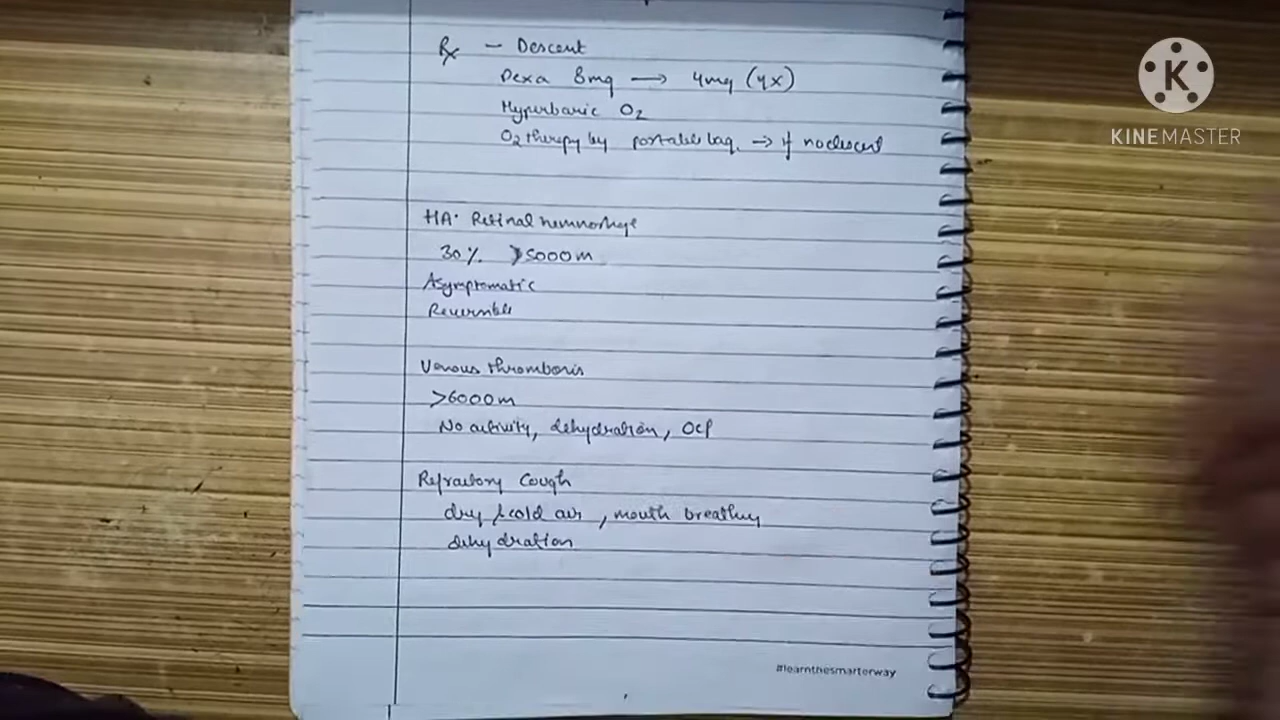 Rx – Descent
Dexa 8mg → 4mg (4x)
Hyperbaric O2
O2 therapy by portable bag → if no descent
HA. Retinal hemorrhage
30% >5000m
Asymptomatic
Reversible
Venous thrombosis
>6000m
No activity, dehydration, OCP
Refractory Cough
dry / cold air, mouth breathing
dehydration
#learnthesmarterway
K
KINEMASTER